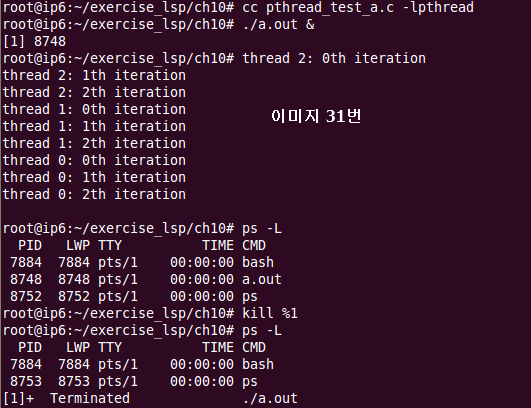 root@ip6:~/exercise_lsp/ch10# cc pthread_test_a.c -lpthread
root@ip6:~/exercise_lsp/ch10# ./a.out &
[1] 8748
root@ip6:~/exercise_lsp/ch10# thread 2: 0th iteration
thread 2: 1th iteration
thread 2: 2th iteration
thread 1: 0th iteration
이미지 31번
thread 1: 1th iteration
thread 1: 2th iteration
thread 0: 0th iteration
thread 0: 1th iteration
thread 0: 2th iteration
root@ip6:~/exercise_lsp/ch10# ps -L
PID LWP TTY TIME CMD
7884 7884 pts/1 00:00:00 bash
8748 8748 pts/1 00:00:00 a.out
8752 8752 pts/1 00:00:00 ps
root@ip6:~/exercise_lsp/ch10# kill %1
root@ip6:~/exercise_lsp/ch10# ps -L
PID LWP TTY TIME CMD
7884 7884 pts/1 00:00:00 bash
8753 8753 pts/1 00:00:00 ps
[1]+ Terminated ./a.out